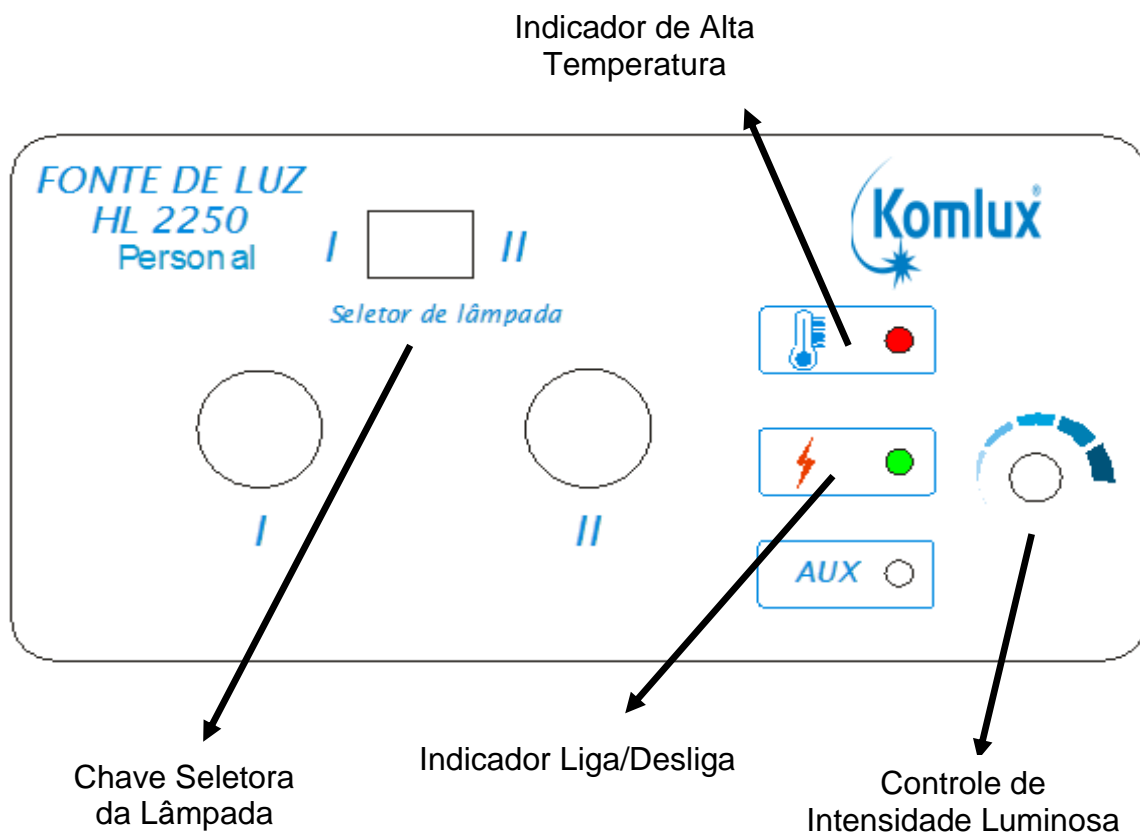 Indicador de Alta
Temperatura
FONTE DE LUZ
HL 2250
Personal
I
II
Seletor de lâmpada
Komlux®
I
II
AUX
Chave Seletora
da Lâmpada
Indicador Liga/Desliga
Controle de
Intensidade Luminosa